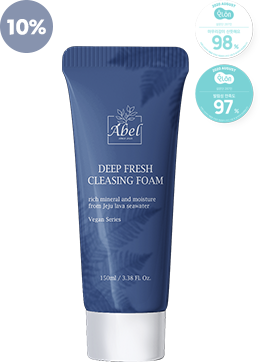 10%
98%
97%
Abel
DEEP FRESH
CLEASING FOAM
rich mineral and moisture
from Jeju lava seawater
Vegan Series
150ml / 3.38 Fl. Oz.